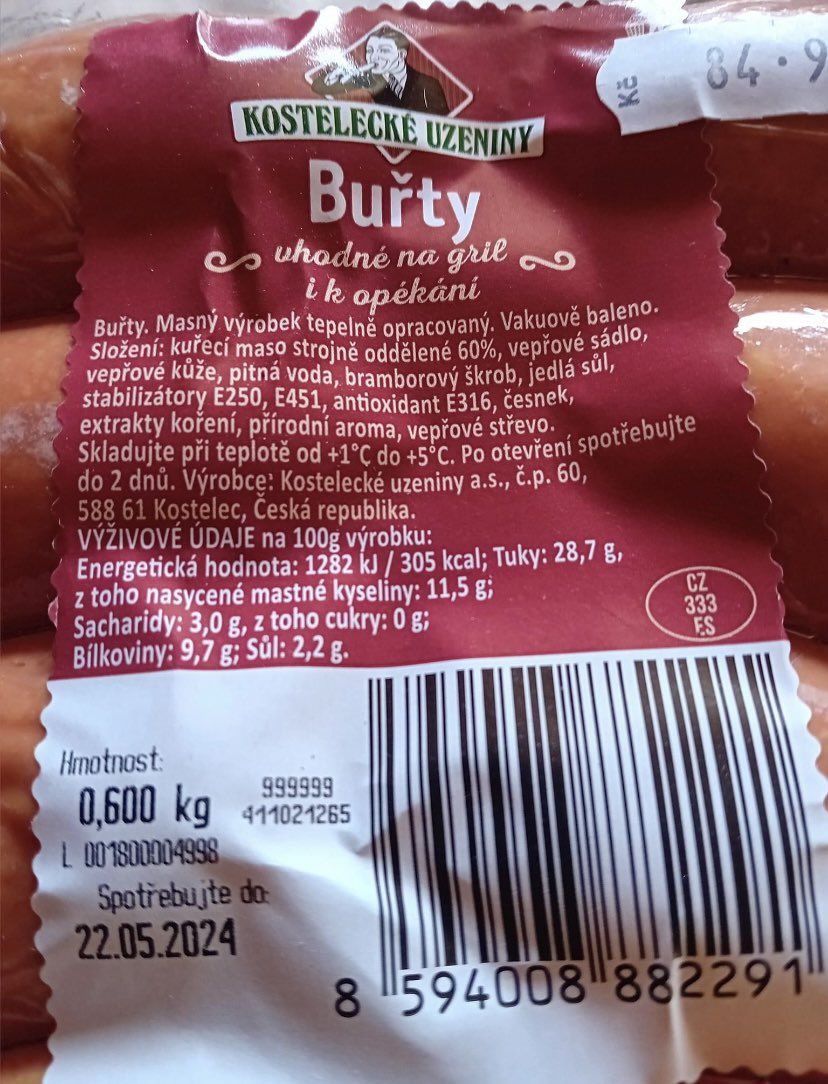 Kč 84.9
KOSTELECKÉ UZENINY
Buřty
vhodné na gril
i k opékání
Buřty. Masný výrobek tepelně opracovaný. Vakuově baleno.
Složení: kuřecí maso strojně oddělené 60%, vepřové sádlo,
vepřové kůže, pitná voda, bramborový škrob, jedlá sůl,
stabilizátory E250, E451, antioxidant E316, česnek,
extrakty koření, přírodní aroma, vepřové střevo.
Skladujte při teplotě od +1°C do +5°C. Po otevření spotřebujte
do 2 dnů. Výrobce: Kostelecké uzeniny a.s., č.p. 60,
588 61 Kostelec, Česká republika.
VÝŽIVOVÉ ÚDAJE na 100g výrobku:
Energetická hodnota: 1282 kJ / 305 kcal; Tuky: 28,7 g,
z toho nasycené mastné kyseliny: 11,5 g;
Sacharidy: 3,0 g, z toho cukry: 0 g;
Bílkoviny: 9,7 g; Sůl: 2,2 g.
CZ
333
ES
Hmotnost:
0,600 kg
999999
411021265
L 001800004998
Spotřebujte do:
22.05.2024
8 594008 882291